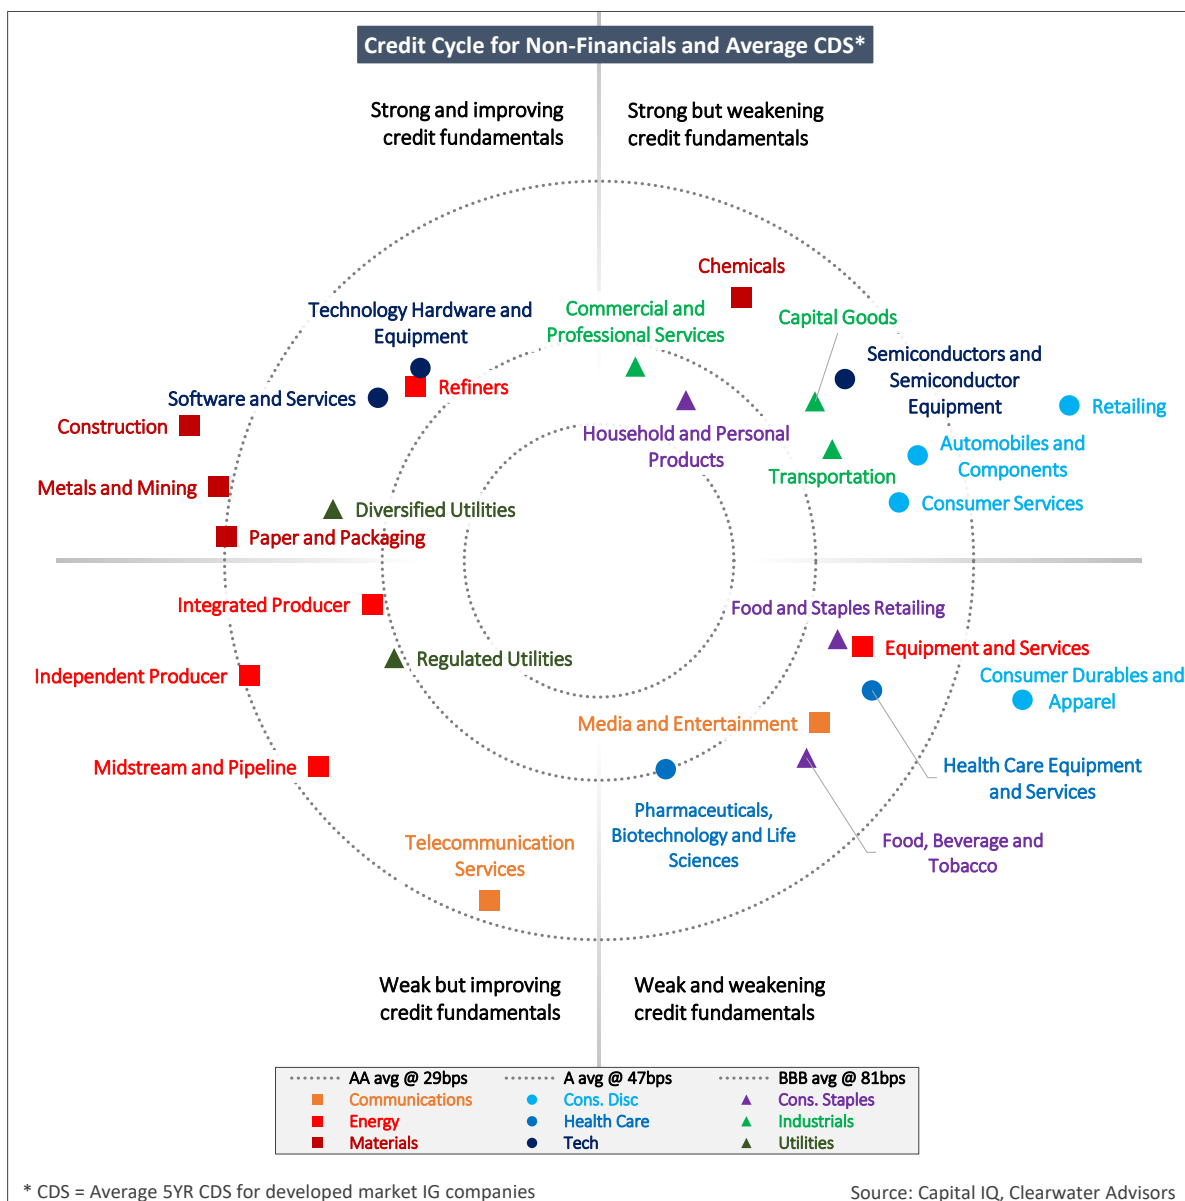 Credit Cycle for Non-Financials and Average CDS*
Strong and improving
credit fundamentals
Strong but weakening
credit fundamentals
Chemicals
Technology Hardware and
Equipment
Commercial and
Professional Services
Capital Goods
Semiconductors and
Semiconductor
Equipment
Refiners
Software and Services
Retailing
Construction
Household and Personal
Products
Automobiles and
Components
Transportation
Metals and Mining
Consumer Services
Diversified Utilities
Paper and Packaging
Integrated Producer
Food and Staples Retailing
Equipment and Services
Regulated Utilities
Independent Producer
Consumer Durables and
Apparel
Media and Entertainment
Midstream and Pipeline
Health Care Equipment
and Services
Pharmaceuticals,
Biotechnology and Life
Sciences
Telecommunication
Services
Food, Beverage and
Tobacco
Weak but improving
credit fundamentals
Weak and weakening
credit fundamentals
AA avg @ 29bps
A avg @ 47bps
BBB avg @ 81bps
Communications
Cons. Disc
Cons. Staples
Energy
Health Care
Industrials
Materials
Tech
Utilities
* CDS = Average 5YR CDS for developed market IG companies
Source: Capital IQ, Clearwater Advisors